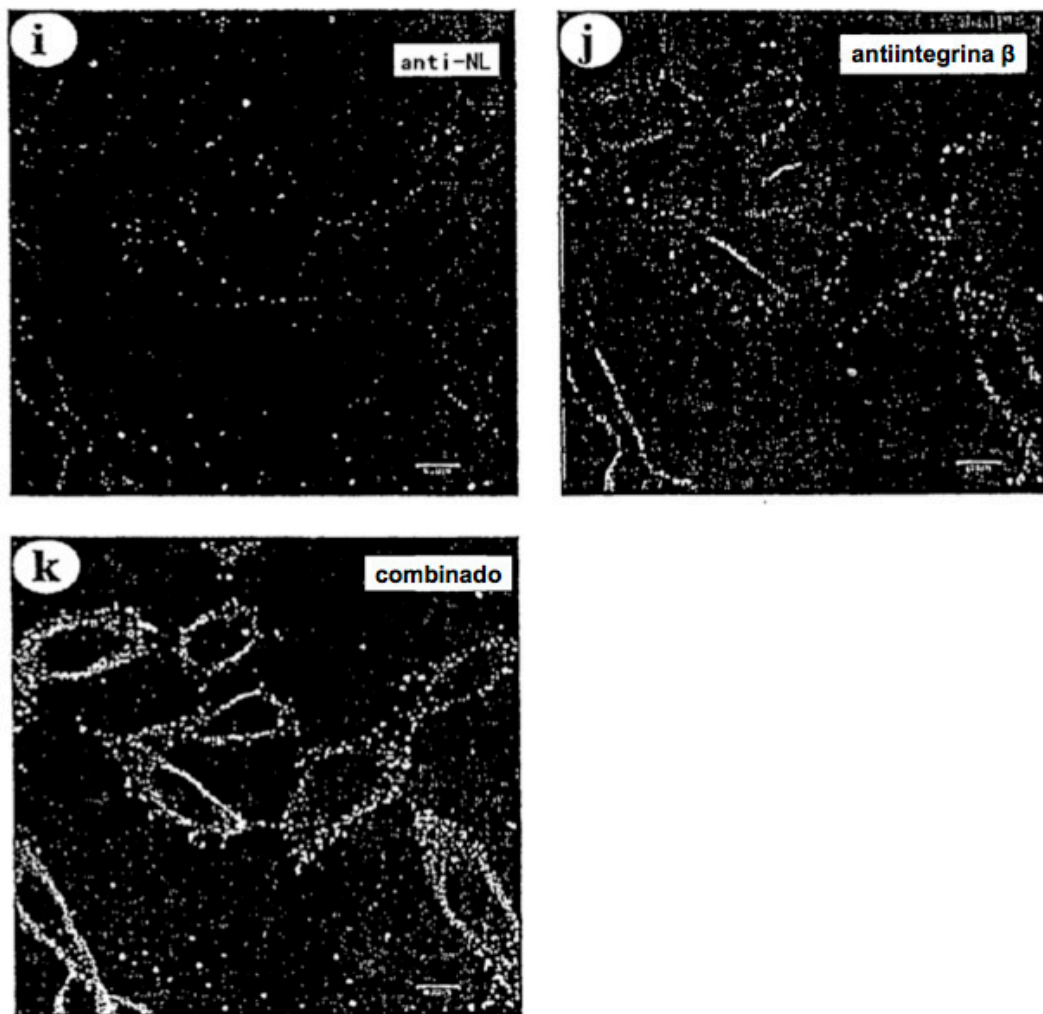 i
anti-NL
j
antiintegrina β
k
combinado